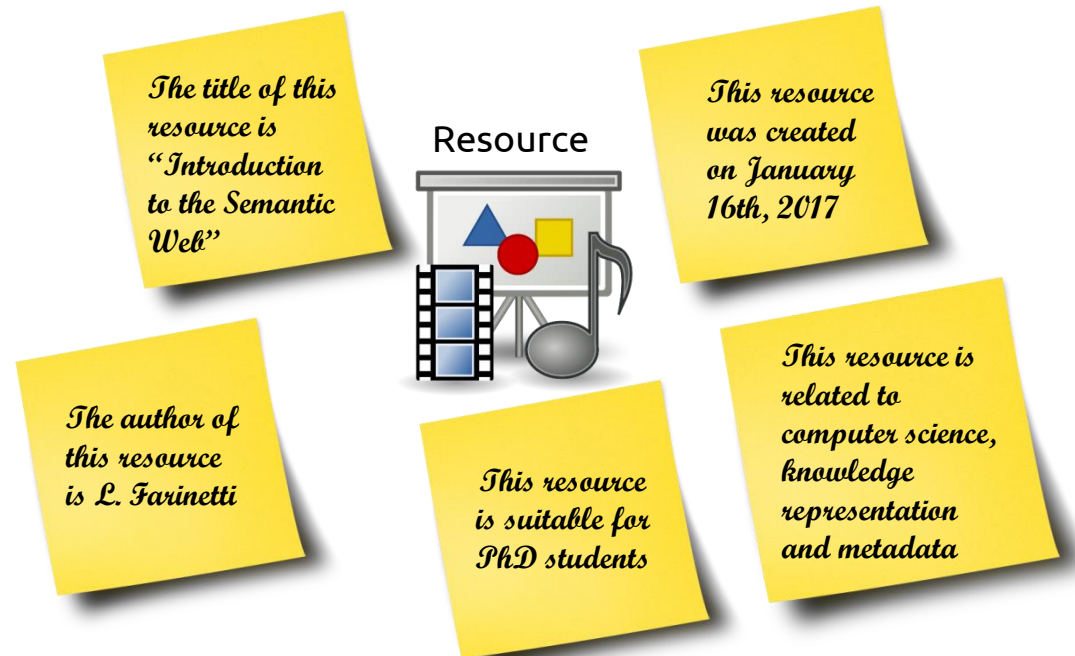 The title of this
resource is
“Introduction
to the Semantic
Web”
Resource
This resource
was created
on January
16th, 2017
The author of
this resource
is L. Farinetti
This resource
is suitable for
PhD students
This resource is
related to
computer science,
knowledge
representation
and metadata